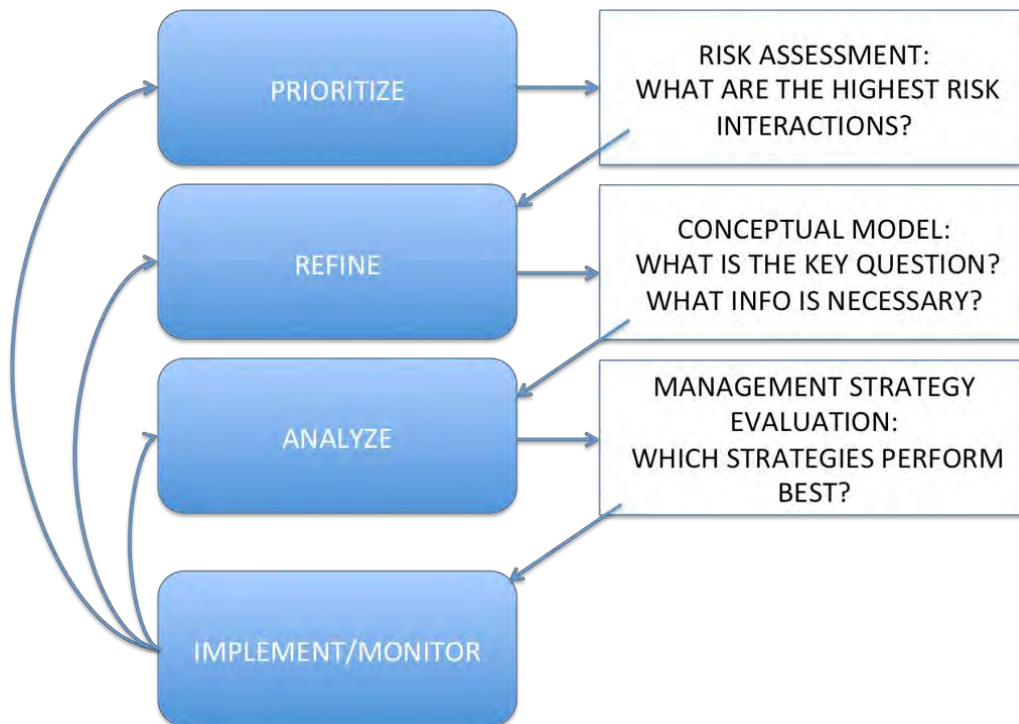 PRIORITIZE
RISK ASSESSMENT:
WHAT ARE THE HIGHEST RISK
INTERACTIONS?
REFINE
CONCEPTUAL MODEL:
WHAT IS THE KEY QUESTION?
WHAT INFO IS NECESSARY?
ANALYZE
MANAGEMENT STRATEGY
EVALUATION:
WHICH STRATEGIES PERFORM
BEST?
IMPLEMENT/MONITOR